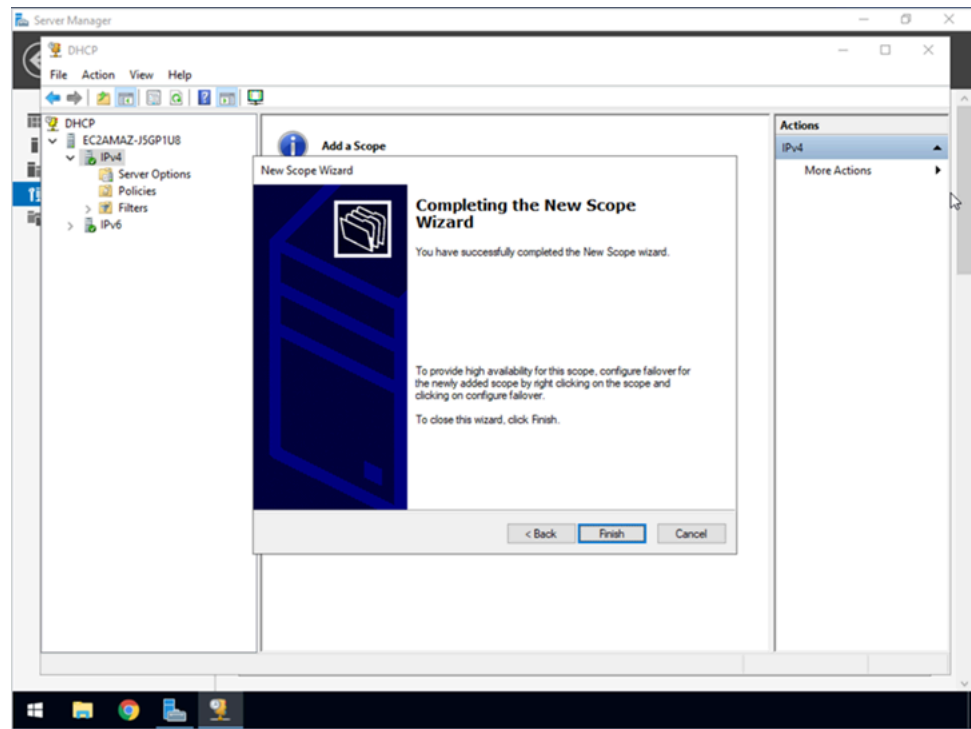 Server Manager
DHCP
File Action View Help
DHCP
EC2AMAZ-J5GP1U8
IPv4
Server Options
Policies
Filters
IPv6
Add a Scope
New Scope Wizard
Completing the New Scope
Wizard
You have successfully completed the New Scope wizard.
To provide high availability for this scope, configure failover for
the newly added scope by right clicking on the scope and
clicking on configure failover.
To close this wizard, click Finish.
< Back Finish Cancel
Actions
IPv4
More Actions